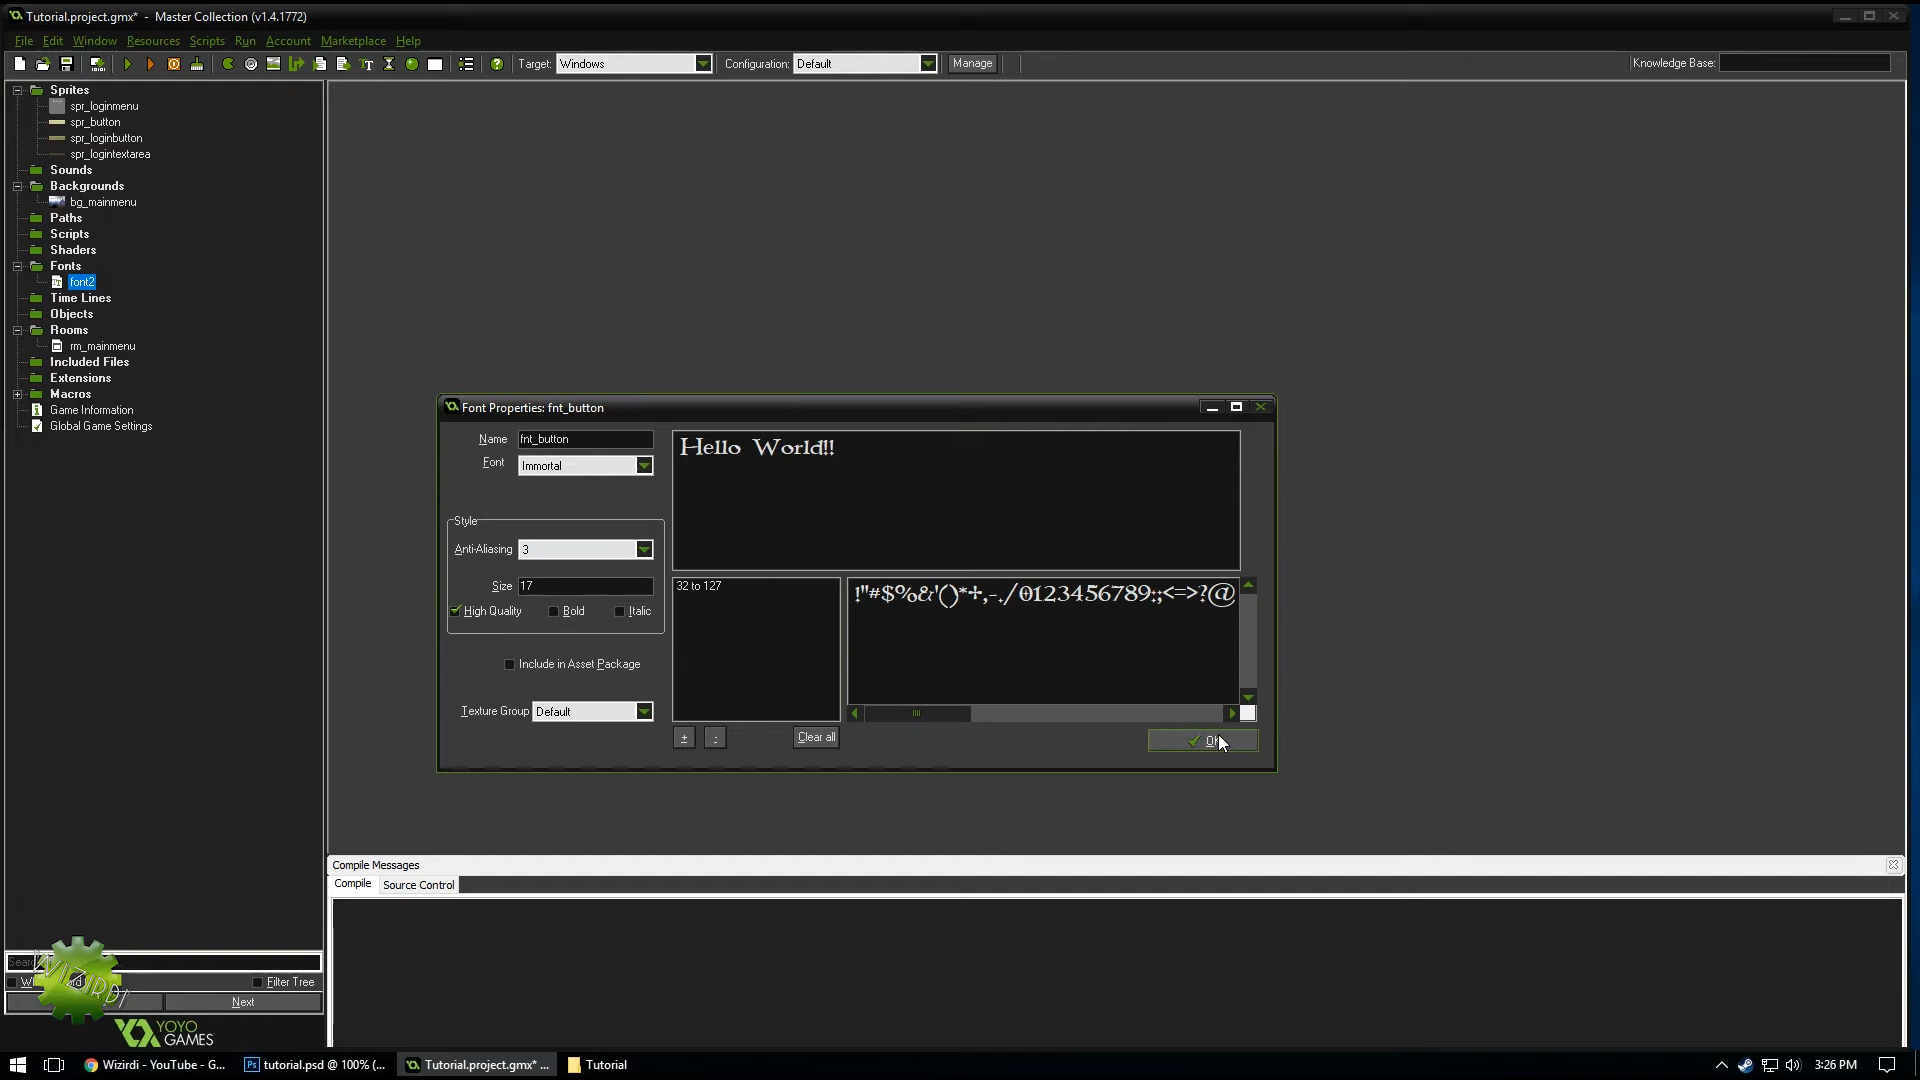 Tutorial.project.gmx* - Master Collection (v1.4.1772)
File Edit Window Resources Scripts Run Account Marketplace Help
Target: Windows Configuration: Default Manage Knowledge Base:
Sprites
spr_loginmenu
spr_button
spr_loginbutton
spr_logintextarea
Sounds
Backgrounds
bg_mainmenu
Paths
Scripts
Shaders
Fonts
font2
Time Lines
Objects
Rooms
rm_mainmenu
Included Files
Extensions
Macros
Game Information
Global Game Settings
Font Properties: fnt_button
Name fnt_button
Font Immortal
Style
Anti-Aliasing 3
Size 17
High Quality Bold Italic
Include in Asset Package
Texture Group Default
Hello World!!
32 to 127
!"#$%&'()*+,-./0123456789:;<=>?@
+ - Clear all
OK
Compile Messages
Compile Source Control
Filter Tree
Next
WIZIRDI
YOYO
GAMES
Wizirdi - YouTube - G... tutorial.psd @ 100% (... Tutorial.project.gmx* ... Tutorial
3:26 PM